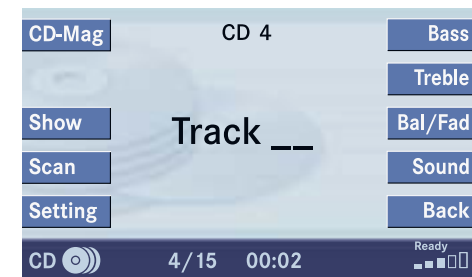 CD-Mag CD 4 Bass
Treble
Show Track __ Bal/Fad
Scan Sound
Setting Back
CD 4/15 00:02 Ready